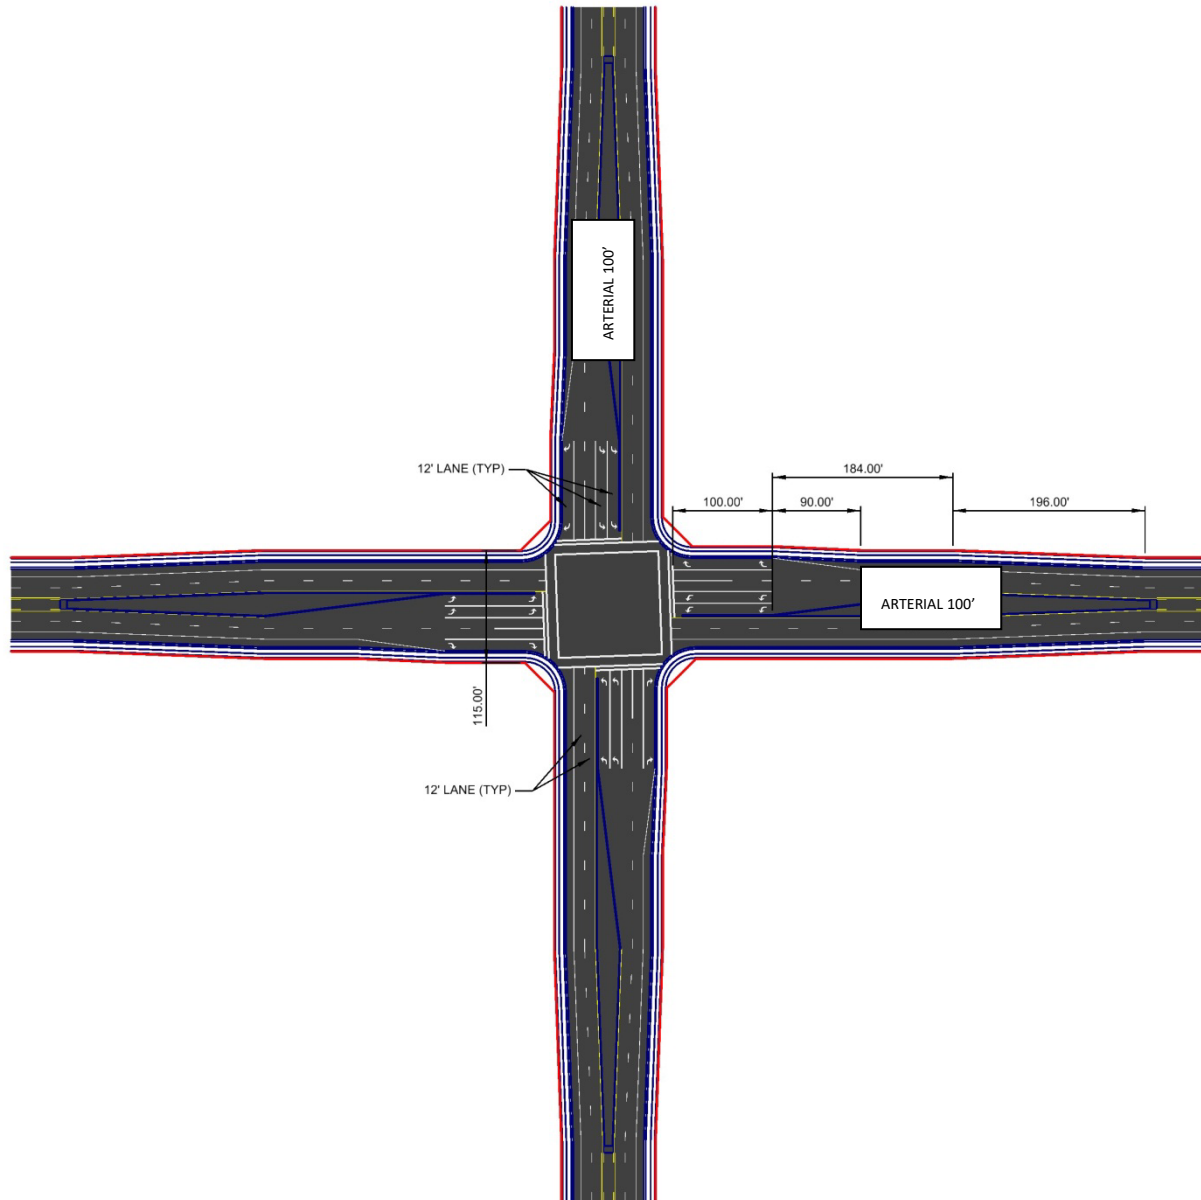 ARTERIAL 100'
12' LANE (TYP)
184.00'
100.00'
90.00'
196.00'
ARTERIAL 100'
115.00'
12' LANE (TYP)